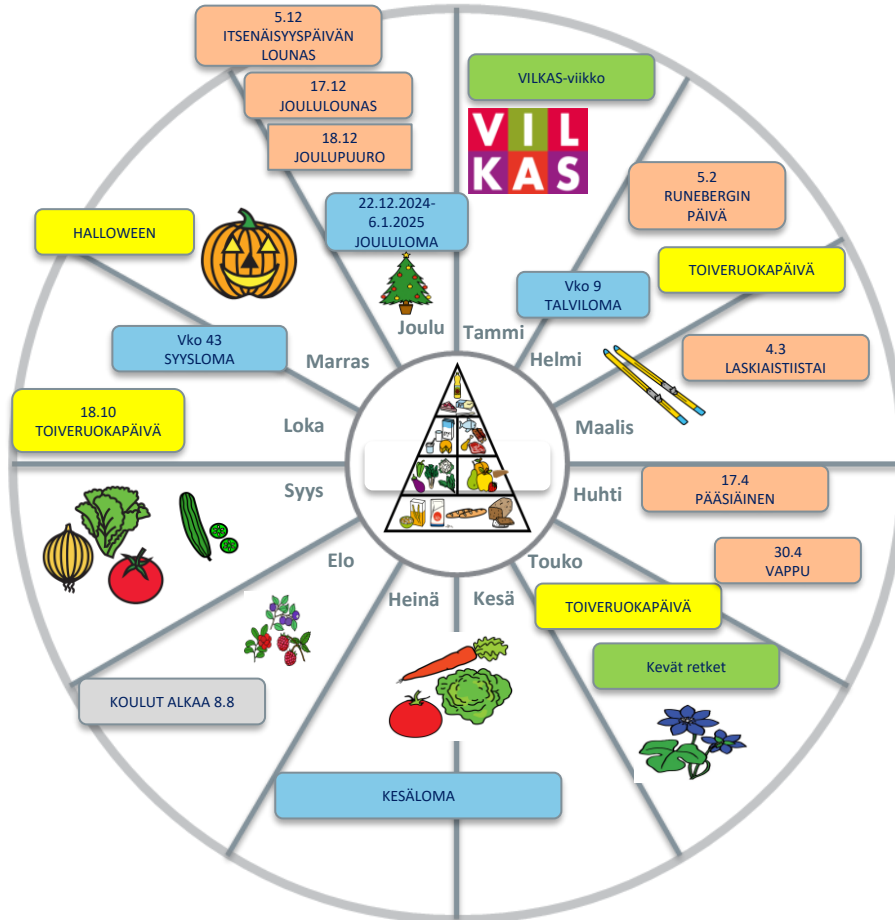 5.12
ITSENÄISYYSPÄIVÄN
LOUNAS
17.12
JOULULOUNAS
18.12
JOULUPUURO
22.12.2024-
6.1.2025
JOULULOMA
Joulu
VILKAS-viikko
VIL
KAS
Tammi
5.2
RUNEBERGIN
PÄIVÄ
Vko 9
TALVILOMA
Helmi
TOIVERUOKAPÄIVÄ
4.3
LASKIAISTIISTAI
Maalis
17.4
PÄÄSIÄINEN
Huhti
30.4
VAPPU
Touko
TOIVERUOKAPÄIVÄ
Kevät retket
Kesä
Heinä
KESÄLOMA
Elo
KOULUT ALKAA 8.8
Syys
18.10
TOIVERUOKAPÄIVÄ
Loka
Vko 43
SYYSLOMA
HALLOWEEN
Marras